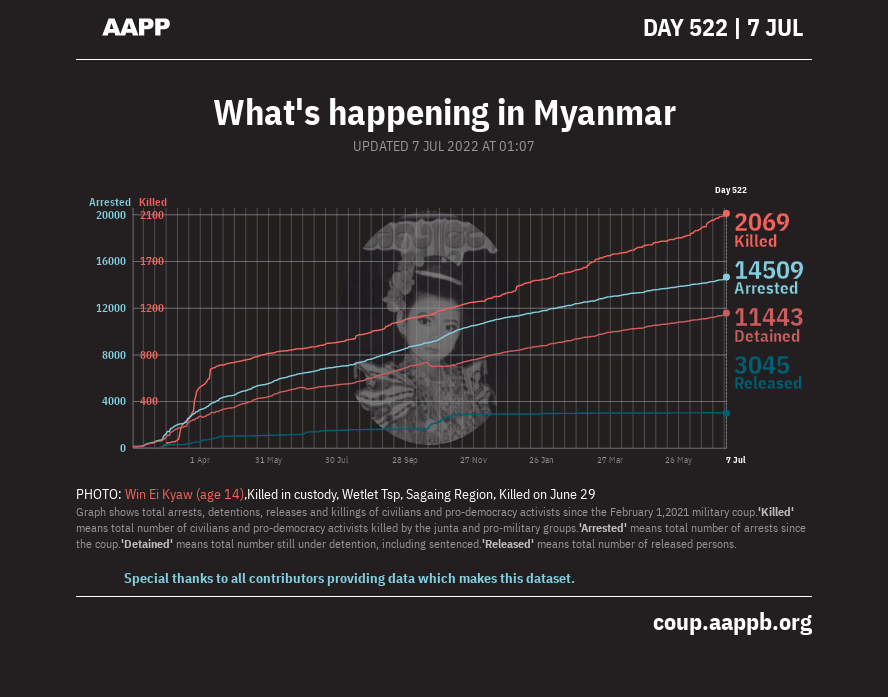 AAPP
DAY 522 | 7 JUL
What's happening in Myanmar
UPDATED 7 JUL 2022 AT 01:07
Day 522
Arrested Killed
20000 2100
16000 1700
12000 1200
8000 800
4000 400
0
2069
Killed
14509
Arrested
11443
Detained
3045
Released
1 Apr 31 May 30 Jul 28 Sep 27 Nov 26 Jan 27 Mar 26 May 7 Jul
PHOTO: Win Ei Kyaw (age 14),Killed in custody, Wetlet Tsp, Sagaing Region, Killed on June 29
Graph shows total arrests, detentions, releases and killings of civilians and pro-democracy activists since the February 1,2021 military coup.'Killed'
means total number of civilians and pro-democracy activists killed by the junta and pro-military groups.'Arrested' means total number of arrests since
the coup.'Detained' means total number still under detention, including sentenced.'Released' means total number of released persons.
Special thanks to all contributors providing data which makes this dataset.
coup.aappb.org